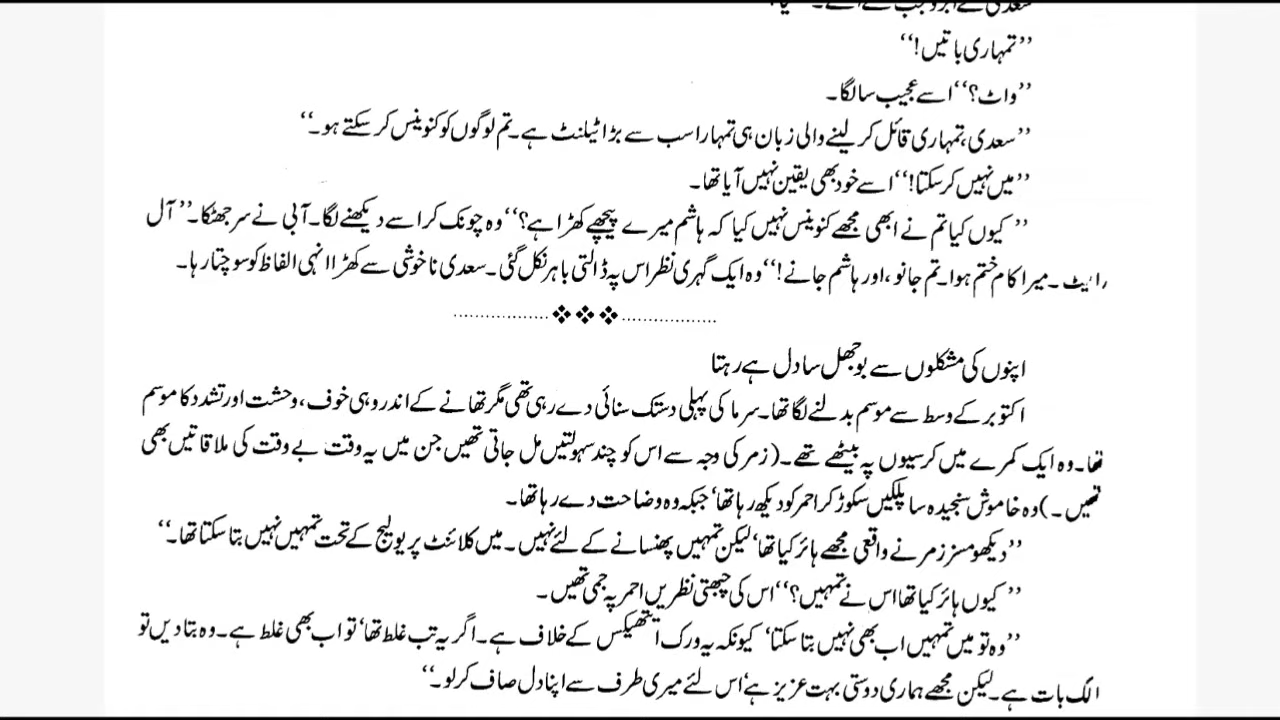 ’’تمہاری باتیں!‘‘
’’واٹ؟‘‘ اسے عجیب سا لگا۔
’’سعدی، تمہاری قائل کر لینے والی زبان ہی تمہارا سب سے بڑا ٹیلنٹ ہے۔ تم لوگوں کو کنوینس کر سکتے ہو۔‘‘
’’میں نہیں کر سکتا!‘‘ اسے خود بھی یقین نہیں آیا تھا۔
’’کیوں کیا تم نے ابھی مجھے کنوینس نہیں کیا کہ ہاشم میرے پیچھے کھڑا ہے؟‘‘ وہ چونک کر اسے دیکھنے لگا۔ آبی نے سر جھٹکا۔ ’’آل
رائیٹ۔ میرا کام ختم ہوا۔ تم جانو، اور ہاشم جانے!‘‘ وہ ایک گہری نظر اس پہ ڈالتی باہر نکل گئی۔ سعدی ناخوشی سے کھڑا انہی الفاظ کو سوچتا رہا۔
................❖❖❖................
اپنوں کی مشکلوں سے بوجھل سا دل ہے رہتا
اکتوبر کے وسط سے موسم بدلنے لگا تھا۔ سرما کی پہلی دستک سنائی دے رہی تھی مگر تھانے کے اندر وہی خوف، وحشت اور تشدد کا موسم
تھا۔ وہ ایک کمرے میں کرسیوں پہ بیٹھے تھے۔ (زمر کی وجہ سے اس کو چند سہولتیں مل جاتی تھیں جن میں یہ وقت بے وقت کی ملاقاتیں بھی
تھیں۔) وہ خاموش سنجیدہ سا پلکیں سکوڑ کر احمر کو دیکھ رہا تھا‘ جبکہ وہ وضاحت دے رہا تھا۔
’’دیکھو مسز زمر نے واقعی مجھے ہائر کیا تھا‘ لیکن تمہیں پھنسانے کے لئے نہیں۔ میں کلائنٹ پریولیج کے تحت تمہیں نہیں بتا سکتا تھا۔‘‘
’’کیوں ہائر کیا تھا اس نے تمہیں؟‘‘ اس کی چبھتی نظریں احمر پہ جمی تھیں۔
’’وہ تو میں تمہیں اب بھی نہیں بتا سکتا‘ کیونکہ یہ ورک ایتھیکس کے خلاف ہے۔ اگر یہ تب غلط تھا‘ تو اب بھی غلط ہے۔ وہ بتا دیں تو
الگ بات ہے۔ لیکن مجھے ہماری دوستی بہت عزیز ہے‘ اس لئے میری طرف سے اپنا دل صاف کر لو۔‘‘